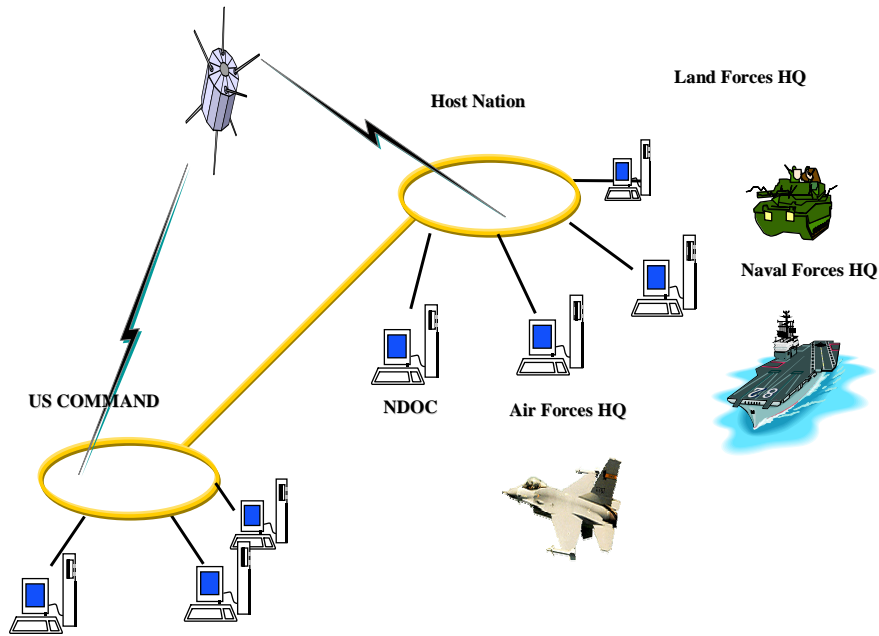 Land Forces HQ
Host Nation
Naval Forces HQ
US COMMAND
NDOC
Air Forces HQ